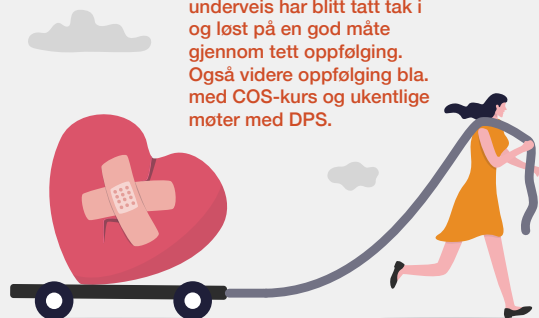 underveis har blitt tatt tak i
og løst på en god måte
gjennom tett oppfølging.
Også videre oppfølging bla.
med COS-kurs og ukentlige
møter med DPS.